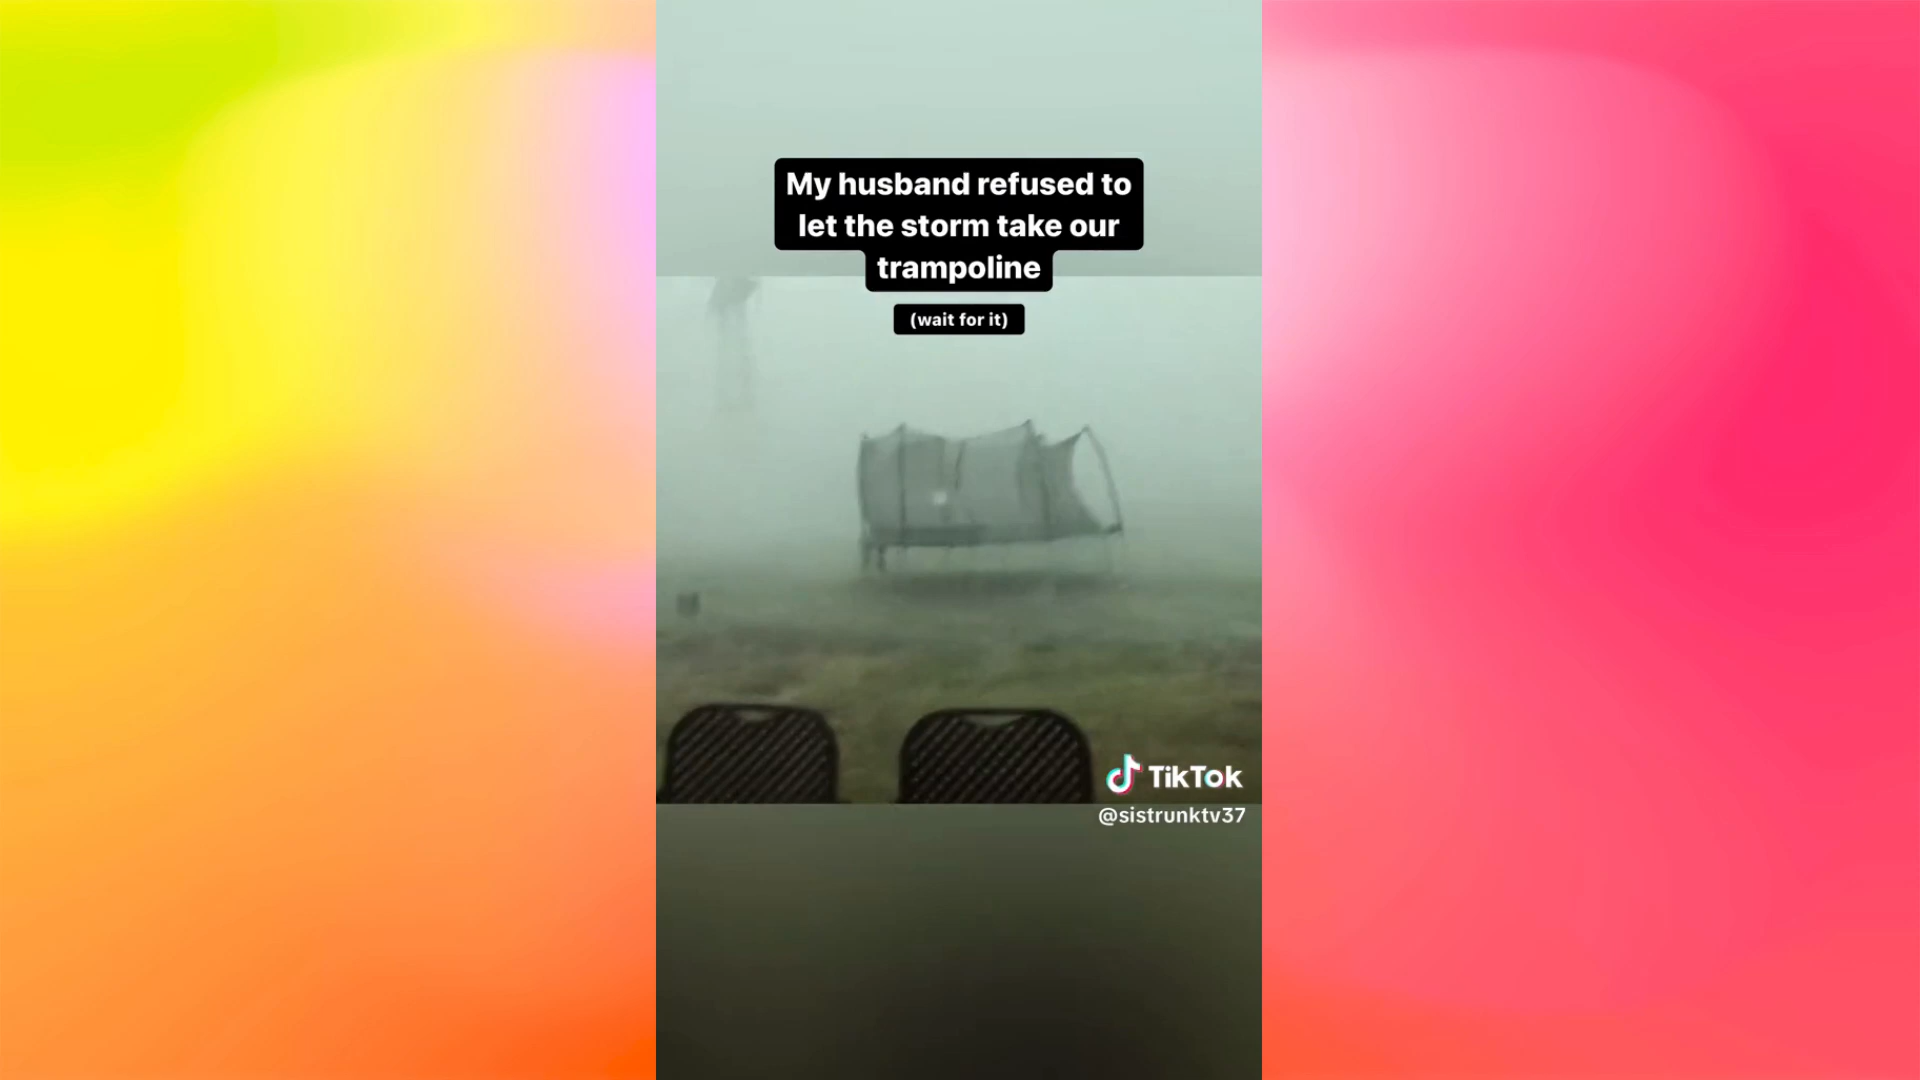 My husband refused to
let the storm take our
trampoline
(wait for it)
TikTok
@sistrunktv37